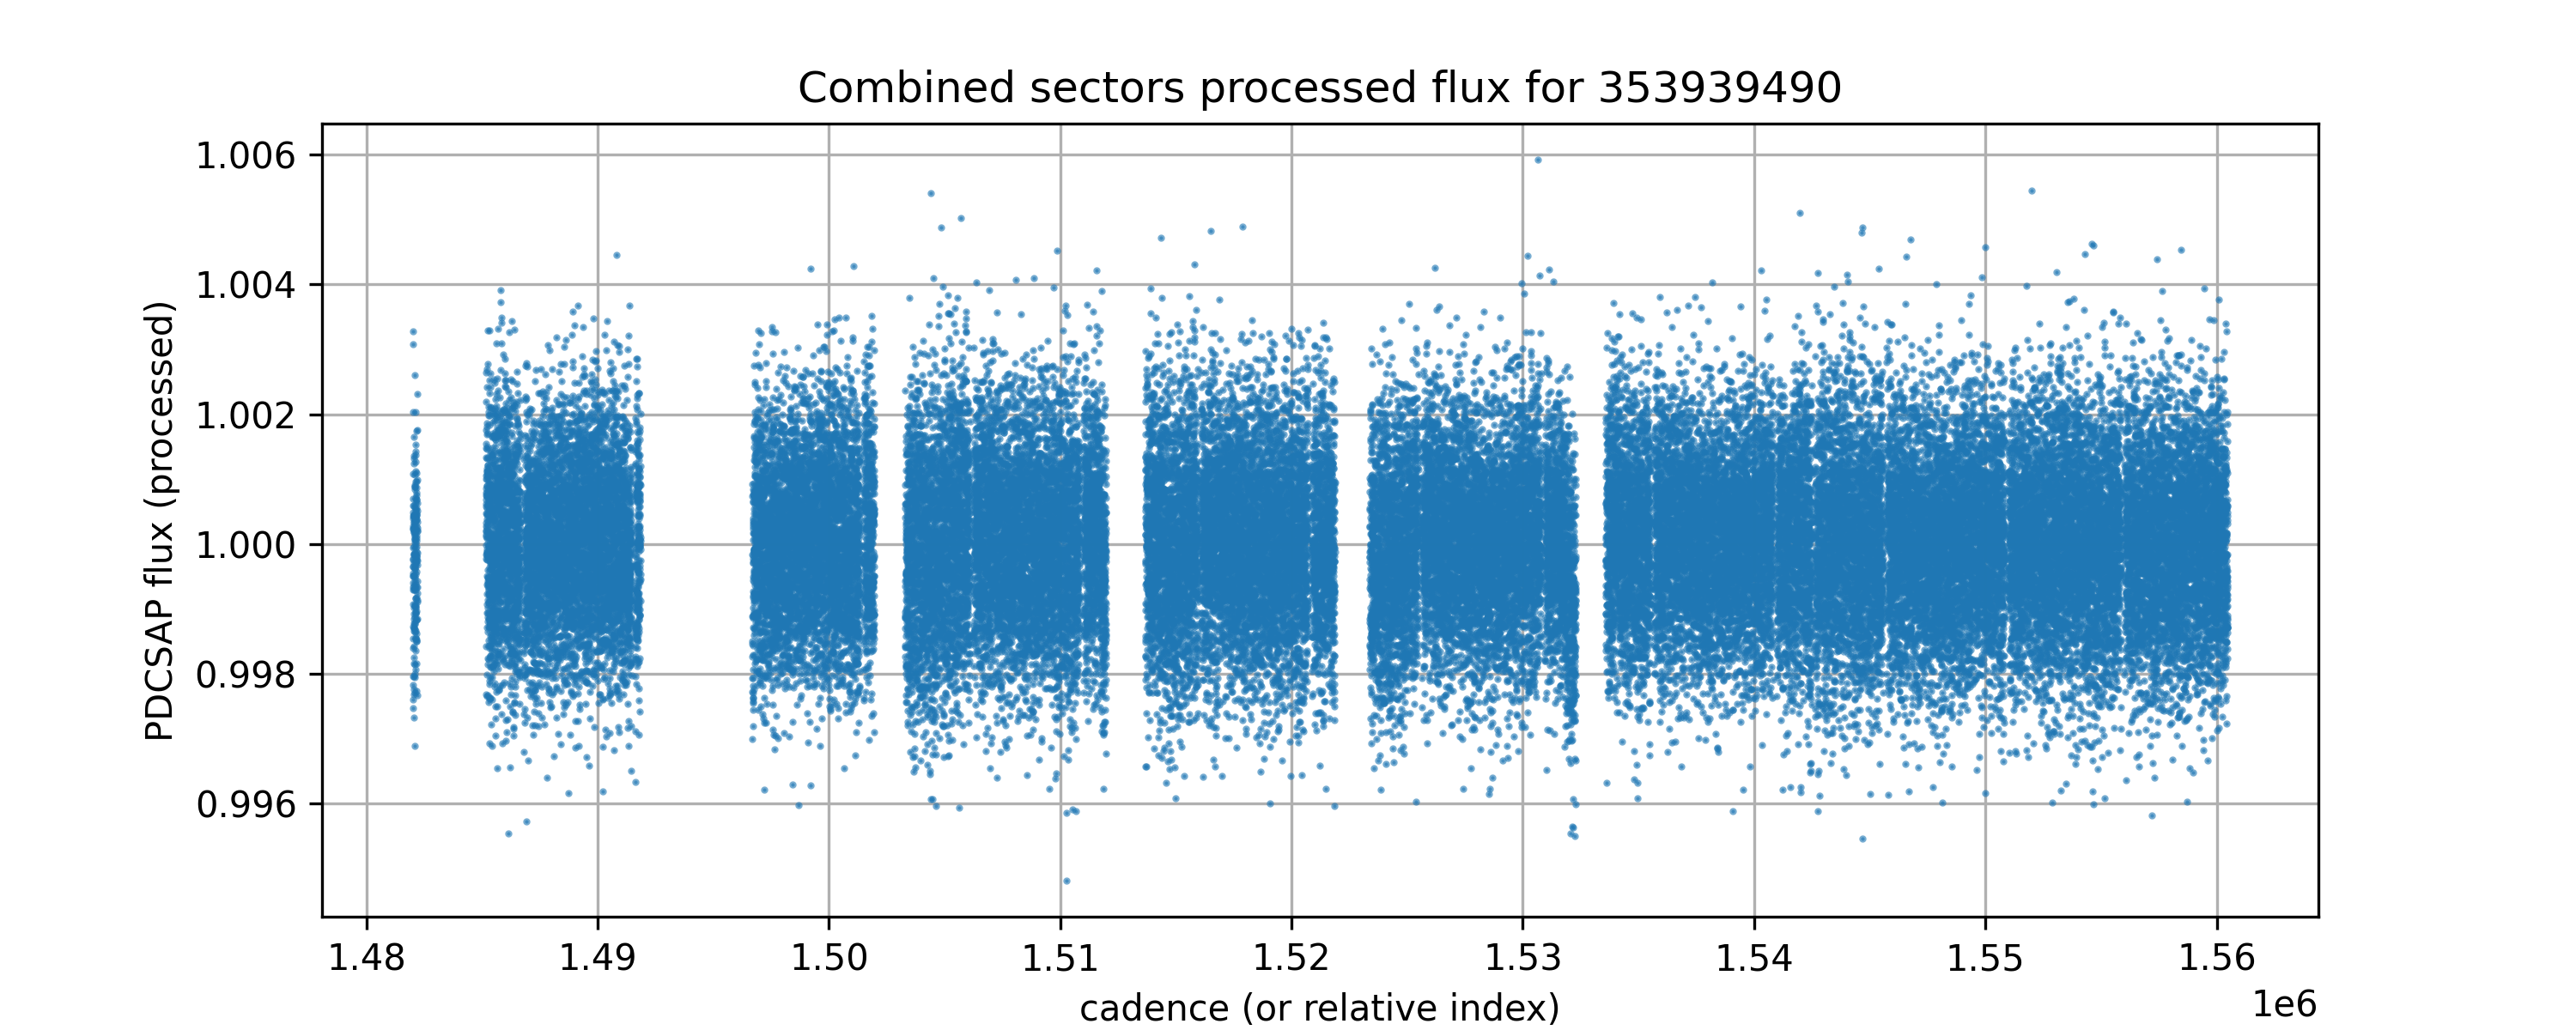 Combined sectors processed flux for 353939490
PDCSAP flux (processed)
1.006
1.004
1.002
1.000
0.998
0.996
1.48 1.49 1.50 1.51 1.52 1.53 1.54 1.55 1.56
1e6
cadence (or relative index)